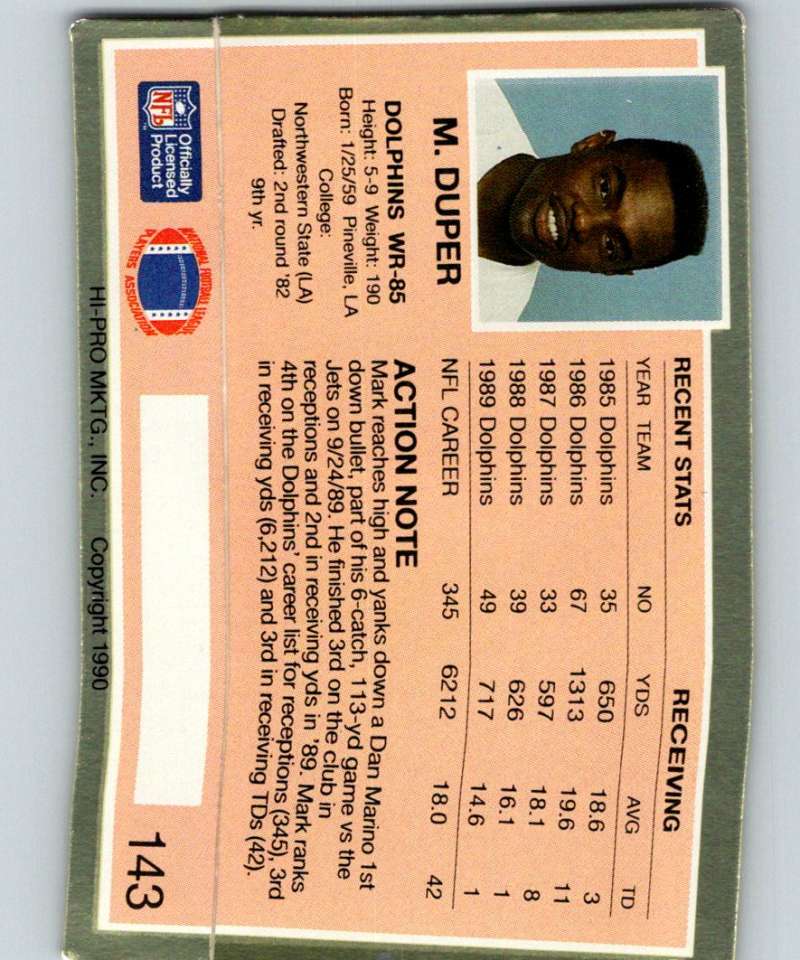 M. DUPER
DOLPHINS WR-85
Height: 5-9 Weight: 190
Born: 1/25/59 Pineville, LA
College:
Northwestern State (LA)
Drafted: 2nd round '82
9th yr.
NFL
Officially
Licensed
Product
NATIONAL FOOTBALL LEAGUE
PLAYERS ASSOCIATION
RECENT STATS RECEIVING
YEAR TEAM NO YDS AVG TD
1985 Dolphins 35 650 18.6 3
1986 Dolphins 67 1313 19.6 11
1987 Dolphins 33 597 18.1 8
1988 Dolphins 39 626 16.1 1
1989 Dolphins 49 717 14.6 1
NFL CAREER 345 6212 18.0 42
ACTION NOTE
Mark reaches high and yanks down a Dan Marino 1st
down bullet, part of his 6-catch, 113-yd game vs the
Jets on 9/24/89. He finished 3rd on the club in
receptions and 2nd in receiving yds in '89. Mark ranks
4th on the Dolphins' career list for receptions (345), 3rd
in receiving yds (6,212) and 3rd in receiving TDs (42).
143
HI-PRO MKTG., INC. Copyright 1990